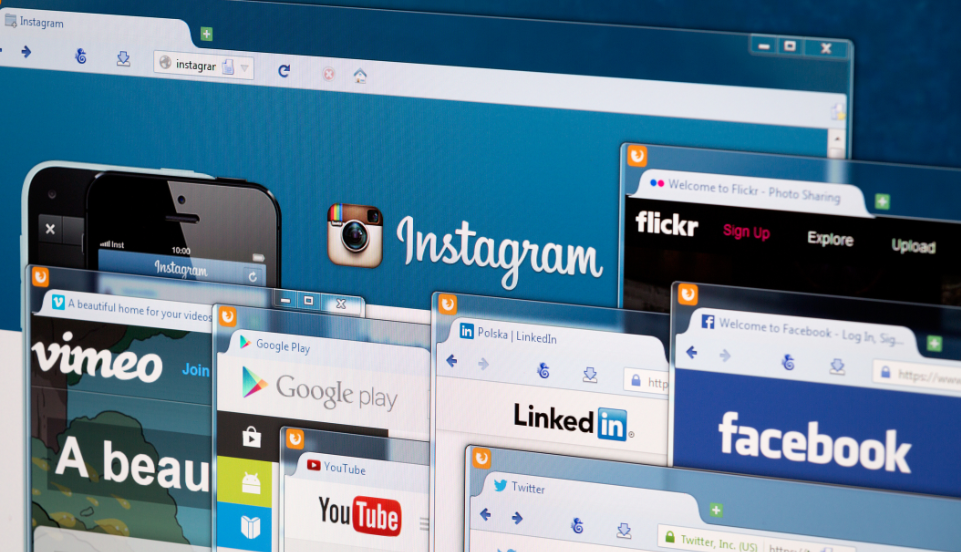 Instagram
instagrar
Welcome to Flickr - Photo Sharing
flickr
Sign Up
Explore
Upload
Inst
10:00
Instagram
Instagram
A beautiful home for your videos
vimeo
Join
A beau
Google Play
Google play
Polska | LinkedIn
http
Linked in
Welcome to Facebook - Log In, Sig...
https://www
facebook
YouTube
YouTube
Twitter
Twitter, Inc. (US)